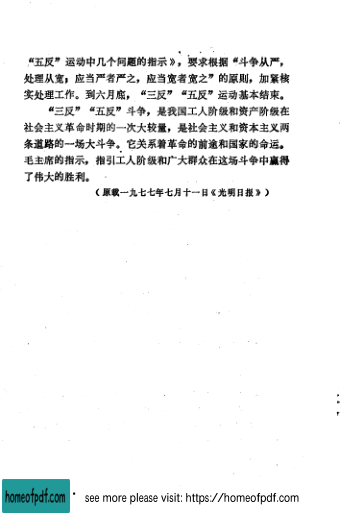 “五反”运动中几个问题的指示》，要求根据“斗争从严，
处理从宽；应当严者严之，应当宽者宽之”的原则，加紧核
实处理工作。到六月底，“三反”“五反”运动基本结束。
“三反”“五反”斗争，是我国工人阶级和资产阶级在
社会主义革命时期的一次大较量，是社会主义和资本主义两
条道路的一场大斗争。它关系着革命的前途和国家的命运。
毛主席的指示，指引工人阶级和广大群众在这场斗争中赢得
了伟大的胜利。
（原载一九七七年七月十一日《光明日报》）
homeofpdf.com
see more please visit: https://homeofpdf.com